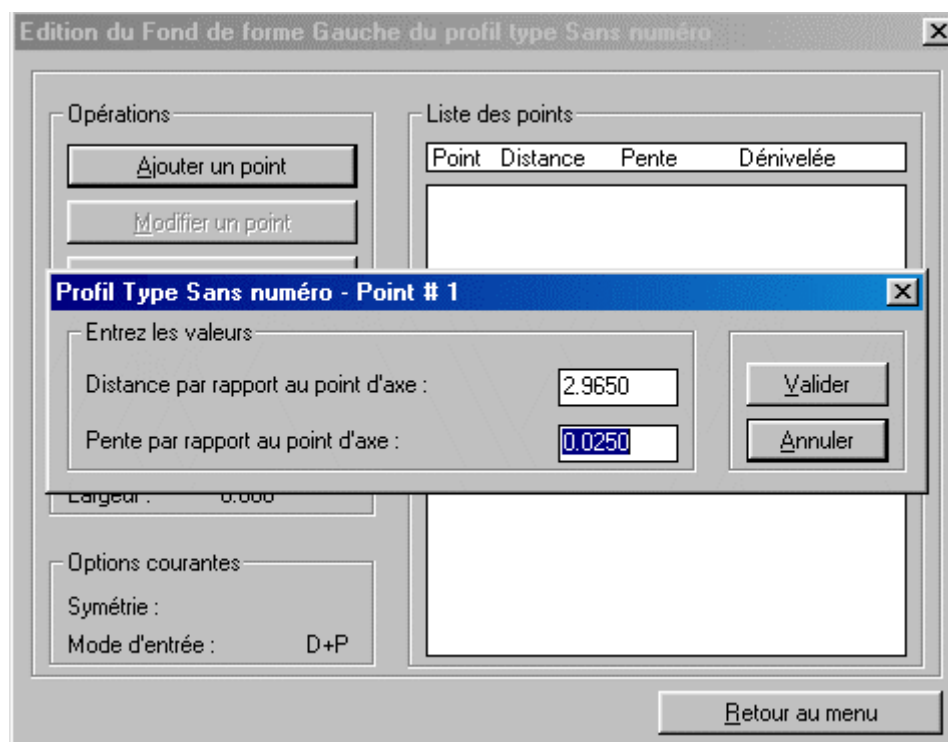 Edition du Fond de forme Gauche du profil type Sans numéro
Opérations
Ajouter un point
Modifier un point
Liste des points
Point Distance Pente Dénivelée
Profil Type Sans numéro - Point # 1
Entrez les valeurs
Distance par rapport au point d'axe : 2.9650
Pente par rapport au point d'axe : 0.0250
Valider
Annuler
Largeur : 0.000
Options courantes
Symétrie :
Mode d'entrée : D+P
Retour au menu